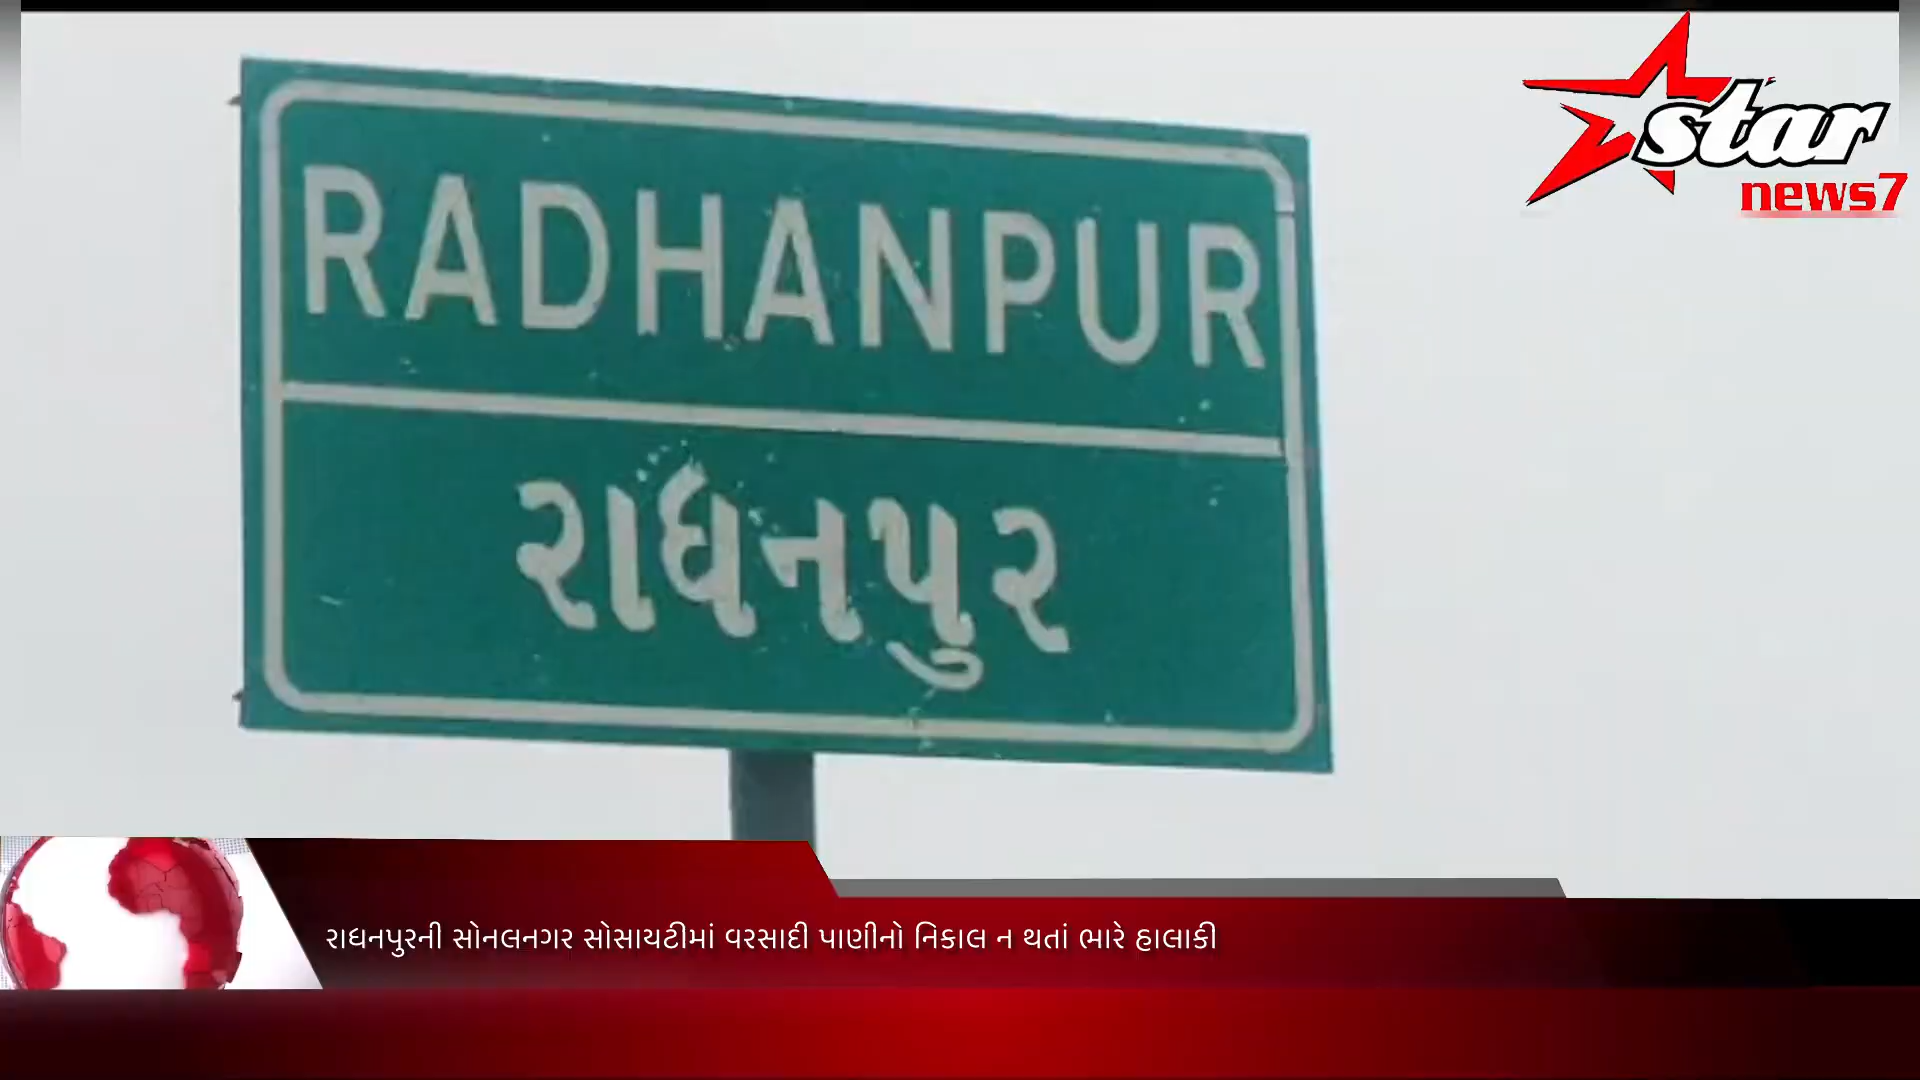 star
news7
RADHANPUR
રાધનપુર
રાધનપુરની સોનલનગર સોસાયટીમાં વરસાદી પાણીનો નિકાલ ન થતાં ભારે હાલાકી